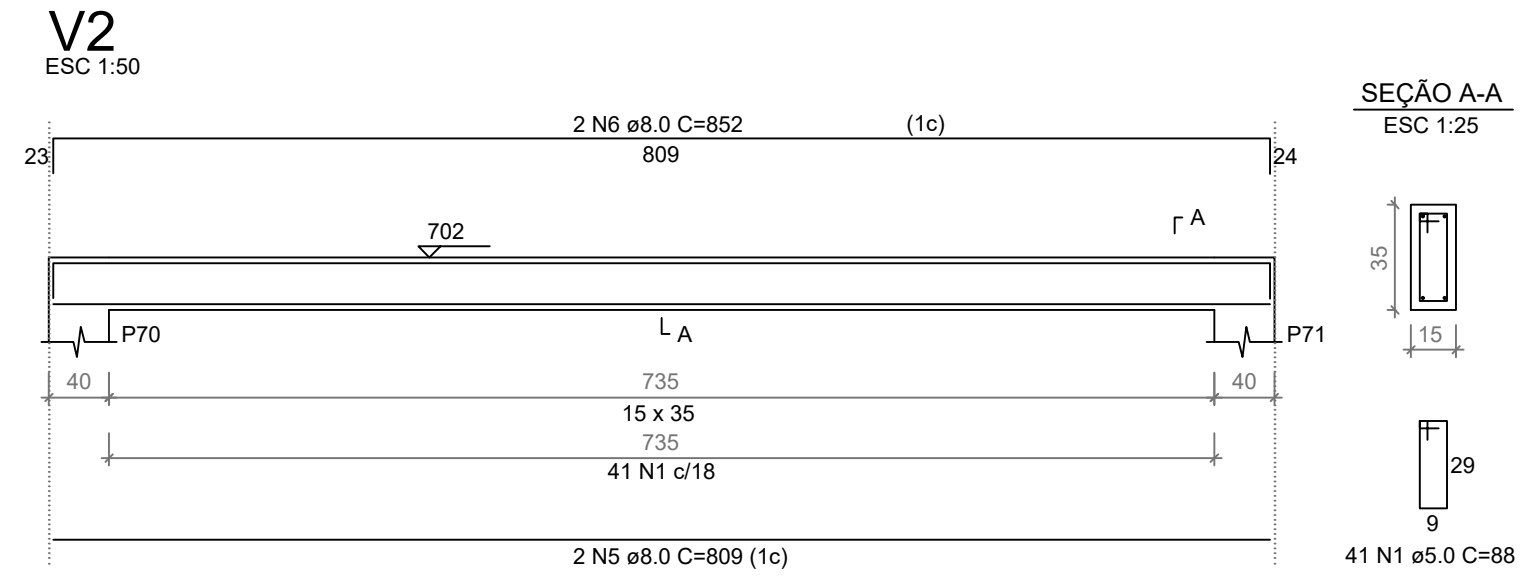 V2
ESC 1:50
SEÇÃO A-A
ESC 1:25
2 N6 ø8.0 C=852 (1c)
23 809 24
702
A
35
P70 A P71
15
40 735 40
15 x 35
735
41 N1 c/18
29
9
2 N5 ø8.0 C=809 (1c)
41 N1 ø5.0 C=88